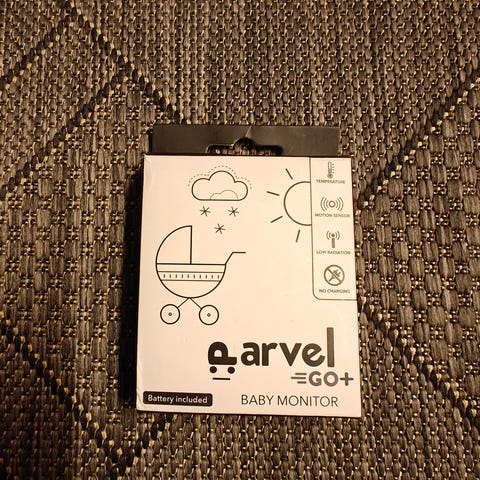 TEMPERATURE
MOTION SENSOR
LOW RADIATION
NO CHARGING
Parvel
GO+
Battery included
BABY MONITOR